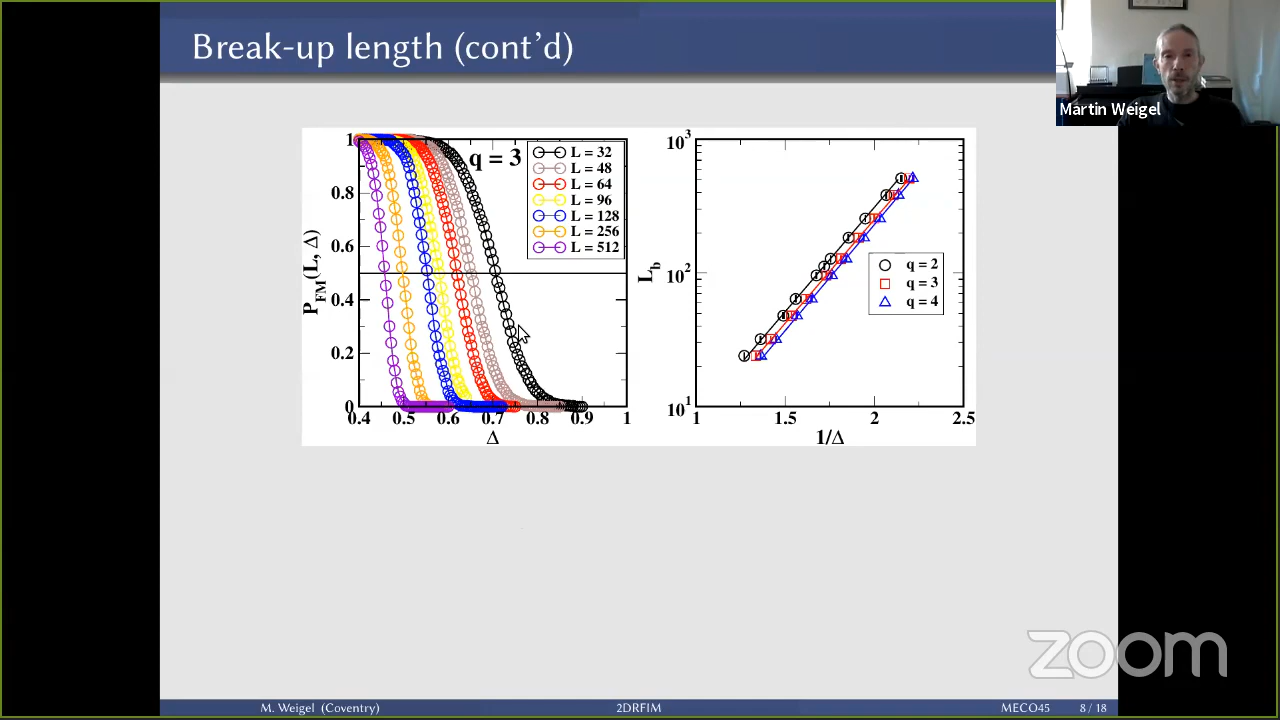 Break-up length (cont’d)
Martin Weigel
q = 3
L = 32
L = 48
L = 64
L = 96
L = 128
L = 256
L = 512
P_FM(L, Δ)
1
0.8
0.6
0.4
0.2
0
0.4 0.5 0.6 0.7 0.8 0.9 1
Δ
L_b
10³
10²
10¹
q = 2
q = 3
q = 4
1 1.5 2 2.5
1/Δ
zoom
M. Weigel (Coventry) 2DRFIM MECO45 8 / 18